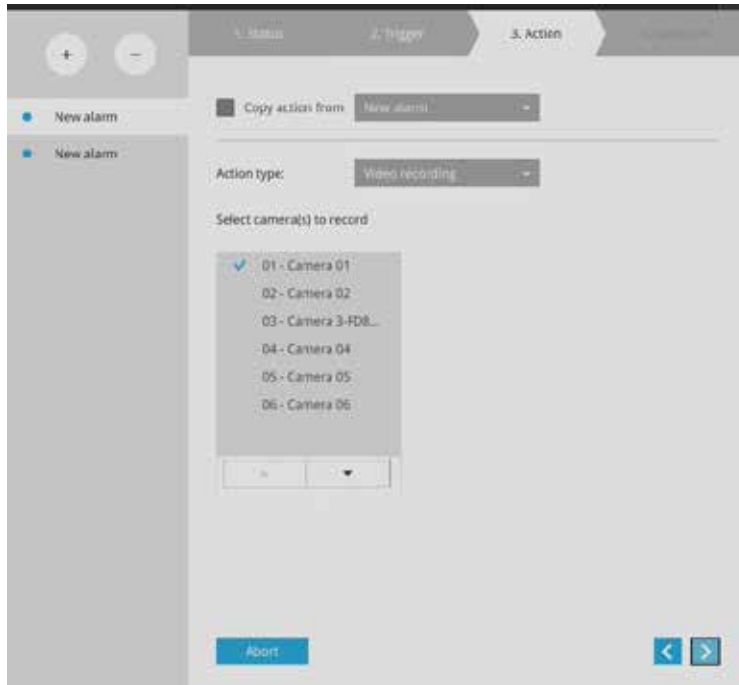 + −
1. Status 2. Trigger 3. Action
New alarm
New alarm
Copy action from New alarm
Action type: Video recording
Select camera(s) to record
01 - Camera 01
02 - Camera 02
03 - Camera 3-FD8...
04 - Camera 04
05 - Camera 05
06 - Camera 06
Abort